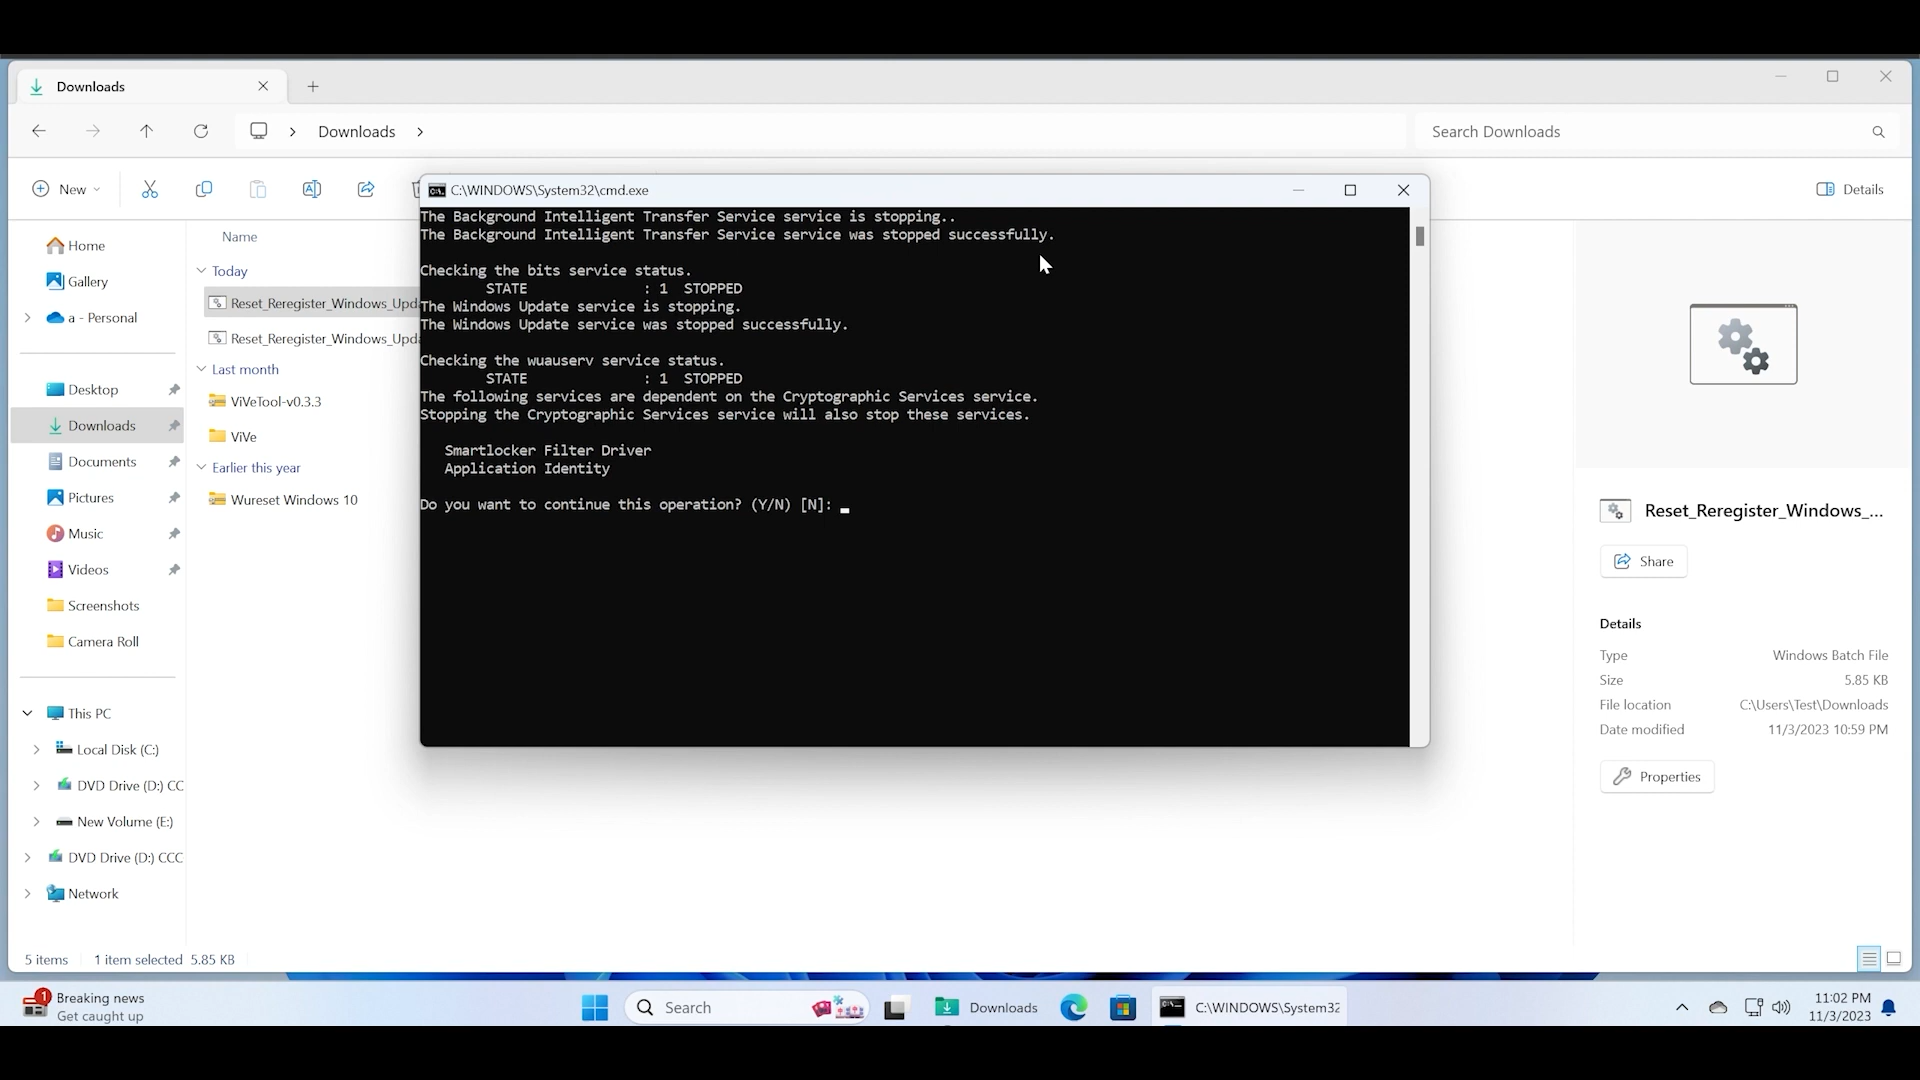 Downloads
Downloads
Search Downloads
New
Details
C:\WINDOWS\System32\cmd.exe
The Background Intelligent Transfer Service service is stopping..
The Background Intelligent Transfer Service service was stopped successfully.
Checking the bits service status.
STATE : 1 STOPPED
The Windows Update service is stopping.
The Windows Update service was stopped successfully.
Checking the wuauserv service status.
STATE : 1 STOPPED
The following services are dependent on the Cryptographic Services service.
Stopping the Cryptographic Services service will also stop these services.
Smartlocker Filter Driver
Application Identity
Do you want to continue this operation? (Y/N) [N]:
Home
Gallery
a - Personal
Desktop
Downloads
Documents
Pictures
Music
Videos
Screenshots
Camera Roll
This PC
Local Disk (C:)
DVD Drive (D:) CC
New Volume (E:)
DVD Drive (D:) CCC
Network
Name
Today
Reset_Reregister_Windows_Upd
Reset_Reregister_Windows_Upd
Last month
ViVeTool-v0.3.3
ViVe
Earlier this year
Wureset Windows 10
Reset_Reregister_Windows_...
Share
Details
Type Windows Batch File
Size 5.85 KB
File location C:\Users\Test\Downloads
Date modified 11/3/2023 10:59 PM
Properties
5 items 1 item selected 5.85 KB
1
Breaking news
Get caught up
Search
Downloads
C:\WINDOWS\System32
11:02 PM
11/3/2023